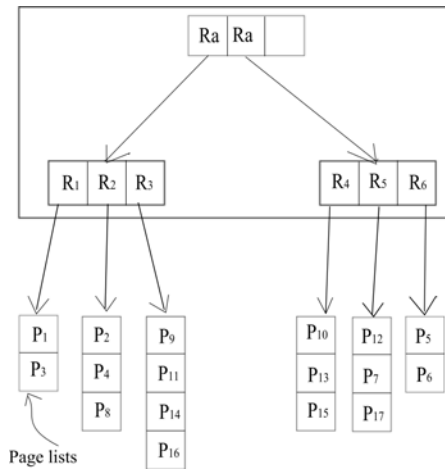 Ra Ra
R1 R2 R3 R4 R5 R6
P1 P2 P9 P10 P12 P5
P3 P4 P11 P13 P7 P6
P8 P14 P15 P17
P16
Page lists